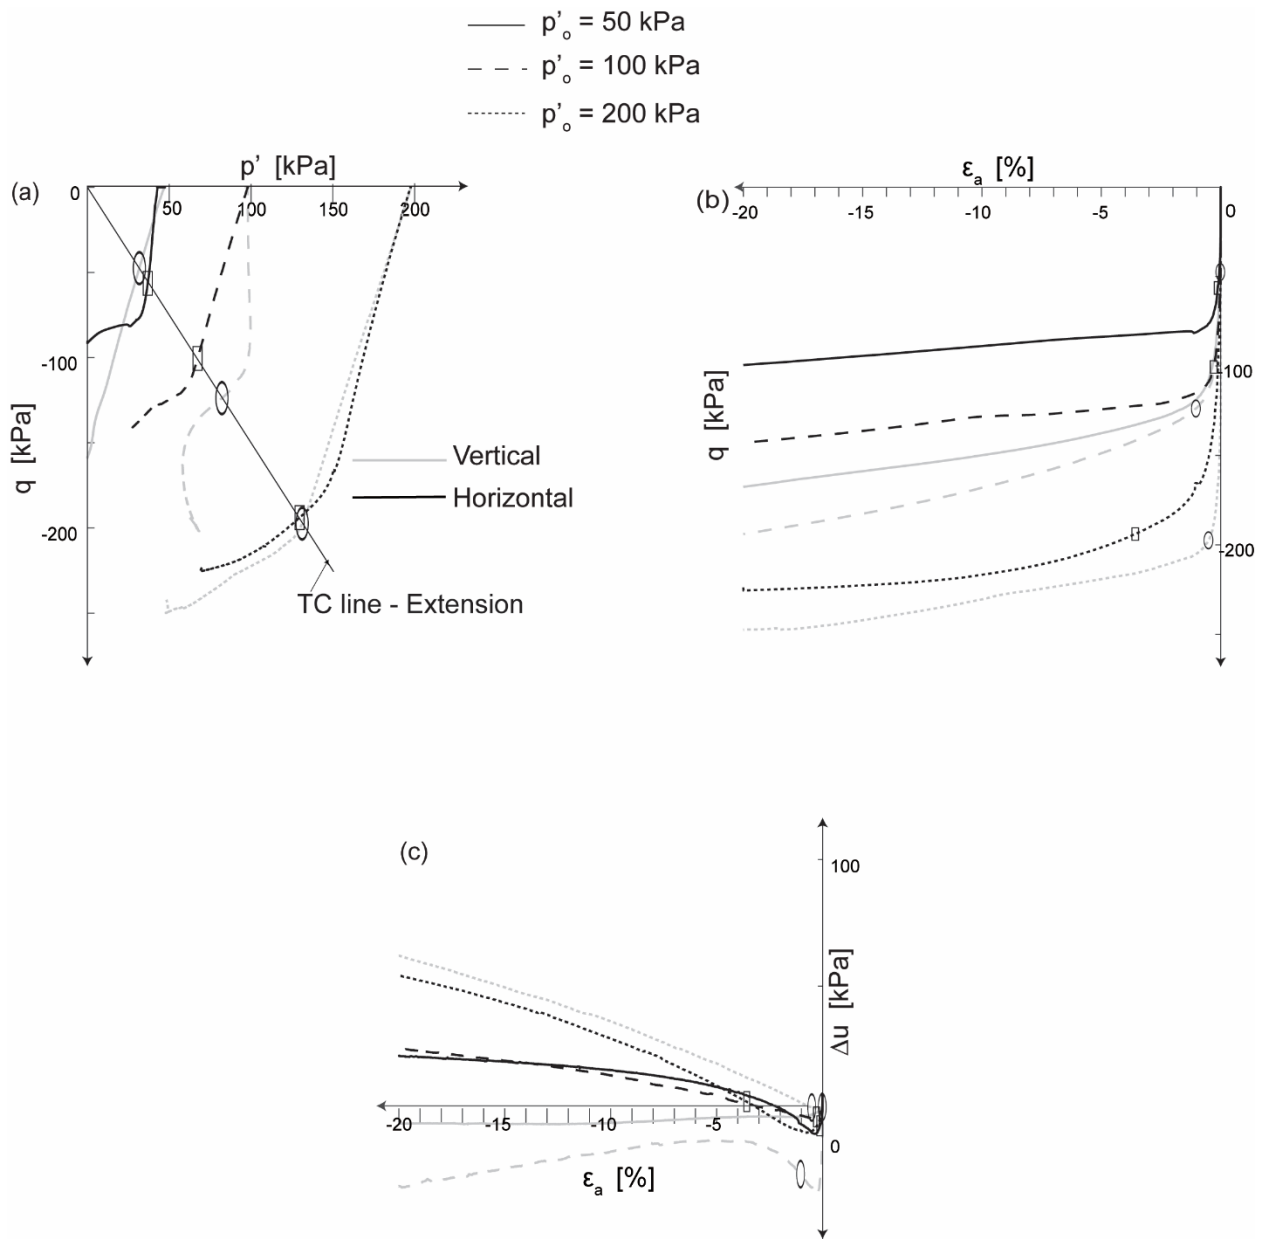 p'o = 50 kPa
p'o = 100 kPa
p'o = 200 kPa
(a)
p' [kPa]
0
50
100
150
200
-100
-200
q [kPa]
Vertical
Horizontal
TC line - Extension
(b)
εa [%]
-20
-15
-10
-5
0
-100
-200
q [kPa]
(c)
100
Δu [kPa]
-20
-15
-10
-5
0
εa [%]